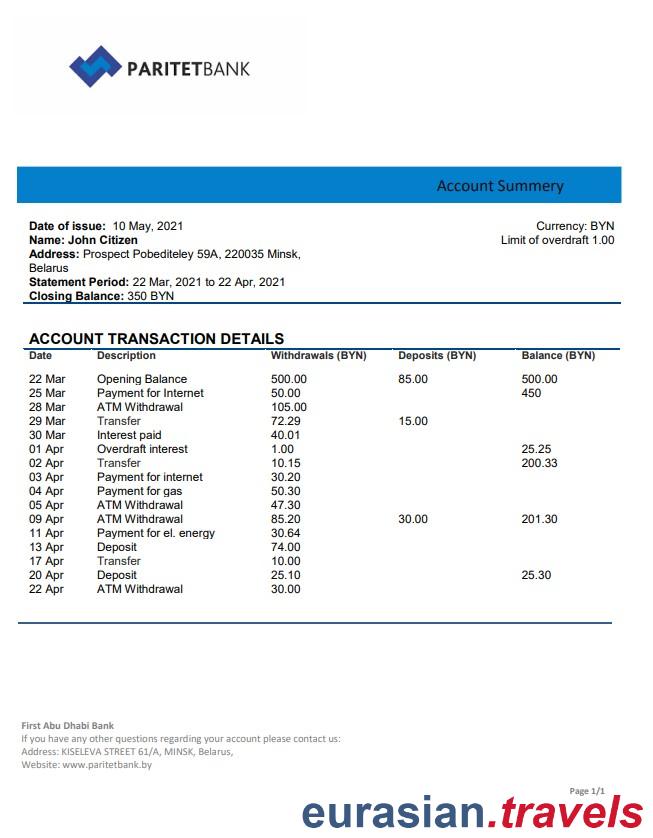 PARITETBANK
Account Summery
Date of issue: 10 May, 2021
Currency: BYN
Name: John Citizen
Limit of overdraft 1.00
Address: Prospect Pobediteley 59A, 220035 Minsk,
Belarus
Statement Period: 22 Mar, 2021 to 22 Apr, 2021
Closing Balance: 350 BYN
ACCOUNT TRANSACTION DETAILS
Date Description Withdrawals (BYN) Deposits (BYN) Balance (BYN)
22 Mar Opening Balance 500.00 85.00 500.00
25 Mar Payment for Internet 50.00 450
28 Mar ATM Withdrawal 105.00
29 Mar Transfer 72.29 15.00
30 Mar Interest paid 40.01
01 Apr Overdraft interest 1.00 25.25
02 Apr Transfer 10.15 200.33
03 Apr Payment for internet 30.20
04 Apr Payment for gas 50.30
05 Apr ATM Withdrawal 47.30
09 Apr ATM Withdrawal 85.20 30.00 201.30
11 Apr Payment for el. energy 30.64
13 Apr Deposit 74.00
17 Apr Transfer 10.00
20 Apr Deposit 25.10 25.30
22 Apr ATM Withdrawal 30.00
First Abu Dhabi Bank
If you have any other questions regarding your account please contact us:
Address: KISELEVA STREET 61/A, MINSK, Belarus,
Website: www.paritetbank.by
Page 1/1
eurasian.travels